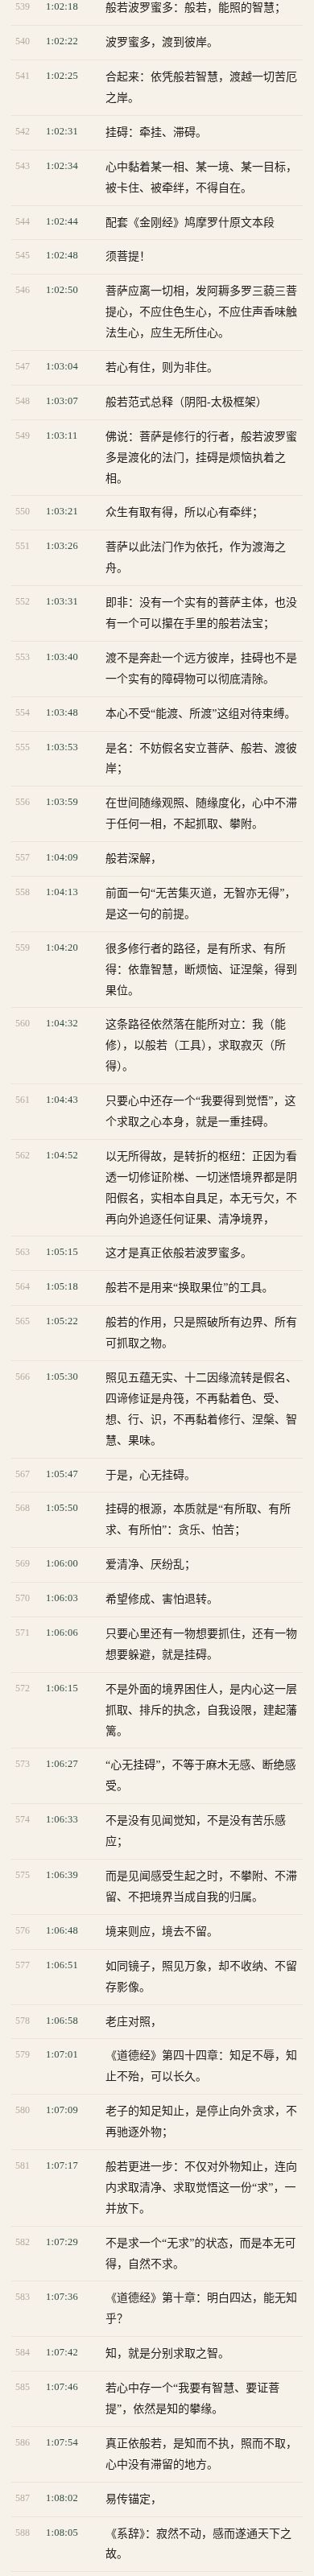 539 1:02:18 般若波罗蜜多：般若，能照的智慧；
540 1:02:22 波罗蜜多，渡到彼岸。
541 1:02:25 合起来：依凭般若智慧，渡越一切苦厄
之岸。
542 1:02:31 挂碍：牵挂、滞碍。
543 1:02:34 心中黏着某一相、某一境、某一目标，
被卡住、被牵绊，不得自在。
544 1:02:44 配套《金刚经》鸠摩罗什原文本段
545 1:02:48 须菩提！
546 1:02:50 菩萨应离一切相，发阿耨多罗三藐三菩
提心，不应住色生心，不应住声香味触
法生心，应生无所住心。
547 1:03:04 若心有住，则为非住。
548 1:03:07 般若范式总释（阴阳-太极框架）
549 1:03:11 佛说：菩萨是修行的行者，般若波罗蜜
多是渡化的法门，挂碍是烦恼执着之
相。
550 1:03:21 众生有取有得，所以心有牵绊；
551 1:03:26 菩萨以此法门作为依托，作为渡海之
舟。
552 1:03:31 即非：没有一个实有的菩萨主体，也没
有一个可以攥在手里的般若法宝；
553 1:03:40 渡不是奔赴一个远方彼岸，挂碍也不是
一个实有的障碍物可以彻底清除。
554 1:03:48 本心不受“能渡、所渡”这组对待束缚。
555 1:03:53 是名：不妨假名安立菩萨、般若、渡彼
岸；
556 1:03:59 在世间随缘观照、随缘度化，心中不滞
于任何一相，不起抓取、攀附。
557 1:04:09 般若深解，
558 1:04:13 前面一句“无苦集灭道，无智亦无得”，
是这一句的前提。
559 1:04:20 很多修行者的路径，是有所求、有所
得：依靠智慧，断烦恼、证涅槃，得到
果位。
560 1:04:32 这条路径依然落在能所对立：我（能
修），以般若（工具），求取寂灭（所
得）。
561 1:04:43 只要心中还存一个“我要得到觉悟”，这
个求取之心本身，就是一重挂碍。
562 1:04:52 以无所得故，是转折的枢纽：正因为看
透一切修证阶梯、一切迷悟境界都是阴
阳假名，实相本自具足，本无亏欠，不
再向外追逐任何证果、清净境界，
563 1:05:15 这才是真正依般若波罗蜜多。
564 1:05:18 般若不是用来“换取果位”的工具。
565 1:05:22 般若的作用，只是照破所有边界、所有
可抓取之物。
566 1:05:30 照见五蕴无实、十二因缘流转是假名、
四谛修证是舟筏，不再黏着色、受、
想、行、识，不再黏着修行、涅槃、智
慧、果味。
567 1:05:47 于是，心无挂碍。
568 1:05:50 挂碍的根源，本质就是“有所取、有所
求、有所怕”：贪乐、怕苦；
569 1:06:00 爱清净、厌纷乱；
570 1:06:03 希望修成、害怕退转。
571 1:06:06 只要心里还有一物想要抓住，还有一物
想要躲避，就是挂碍。
572 1:06:15 不是外面的境界困住人，是内心这一层
抓取、排斥的执念，自我设限，建起藩
篱。
573 1:06:27 “心无挂碍”，不等于麻木无感、断绝感
受。
574 1:06:33 不是没有见闻觉知，不是没有苦乐感
应；
575 1:06:39 而是见闻感受生起之时，不攀附、不滞
留、不把境界当成自我的归属。
576 1:06:48 境来则应，境去不留。
577 1:06:51 如同镜子，照见万象，却不收纳、不留
存影像。
578 1:06:58 老庄对照，
579 1:07:01 《道德经》第四十四章：知足不辱，知
止不殆，可以长久。
580 1:07:09 老子的知足知止，是停止向外贪求，不
再驰逐外物；
581 1:07:17 般若更进一步：不仅对外物知止，连向
内求取清净、求取觉悟这一份“求”，一
并放下。
582 1:07:29 不是求一个“无求”的状态，而是本无可
得，自然不求。
583 1:07:36 《道德经》第十章：明白四达，能无知
乎？
584 1:07:42 知，就是分别求取之智。
585 1:07:46 若心中存一个“我要有智慧、要证菩
提”，依然是知的攀缘。
586 1:07:54 真正依般若，是知而不执，照而不取，
心中没有滞留的地方。
587 1:08:02 易传锚定，
588 1:08:05 《系辞》：寂然不动，感而遂通天下之
故。